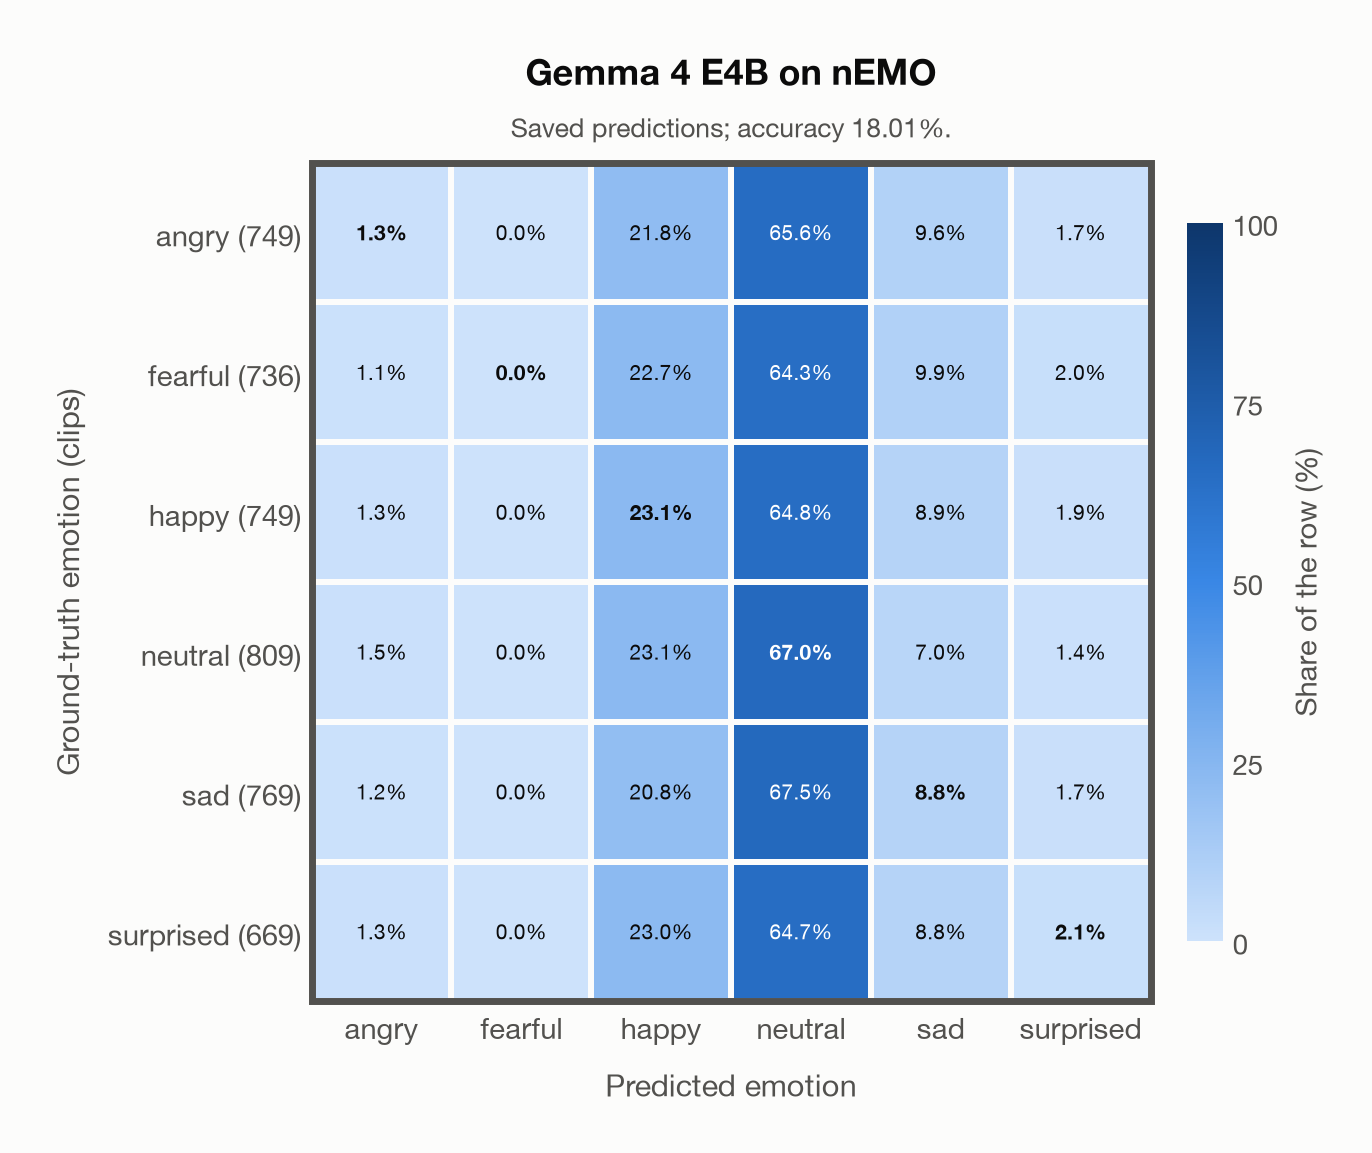 Gemma 4 E4B on nEMO
Saved predictions; accuracy 18.01%.
Ground-truth emotion (clips)
angry (749) 1.3% 0.0% 21.8% 65.6% 9.6% 1.7%
fearful (736) 1.1% 0.0% 22.7% 64.3% 9.9% 2.0%
happy (749) 1.3% 0.0% 23.1% 64.8% 8.9% 1.9%
neutral (809) 1.5% 0.0% 23.1% 67.0% 7.0% 1.4%
sad (769) 1.2% 0.0% 20.8% 67.5% 8.8% 1.7%
surprised (669) 1.3% 0.0% 23.0% 64.7% 8.8% 2.1%
angry fearful happy neutral sad surprised
Predicted emotion
100
75
50
25
0
Share of the row (%)